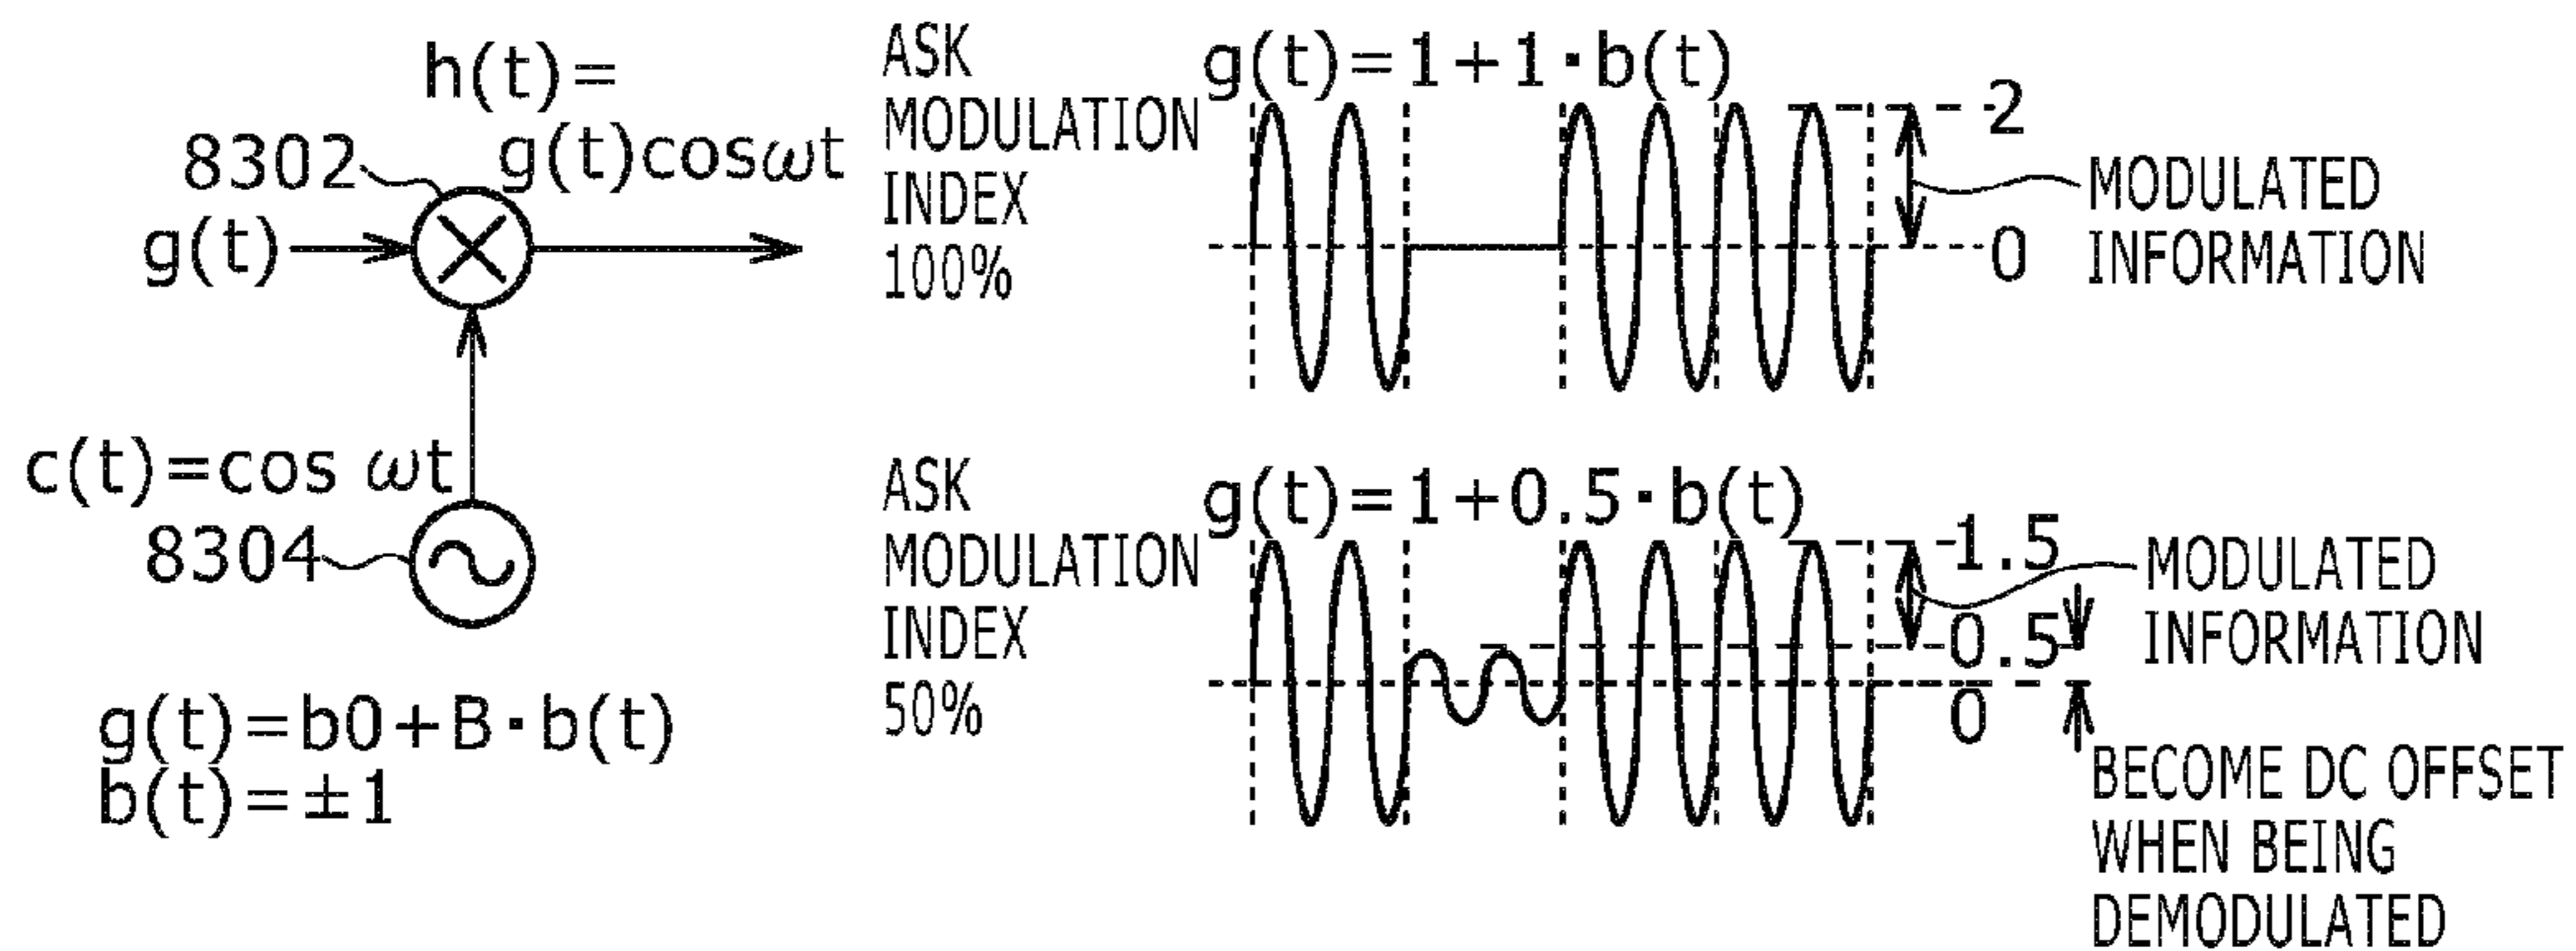 h(t)=
g(t)cosωt
8302
g(t)
c(t)=cos ωt
8304
g(t)=b0+B·b(t)
b(t)=±1
ASK
MODULATION
INDEX
100%
g(t)=1+1·b(t)
2
0
MODULATED
INFORMATION
ASK
MODULATION
INDEX
50%
g(t)=1+0.5·b(t)
1.5
0.5
0
MODULATED
INFORMATION
BECOME DC OFFSET
WHEN BEING
DEMODULATED